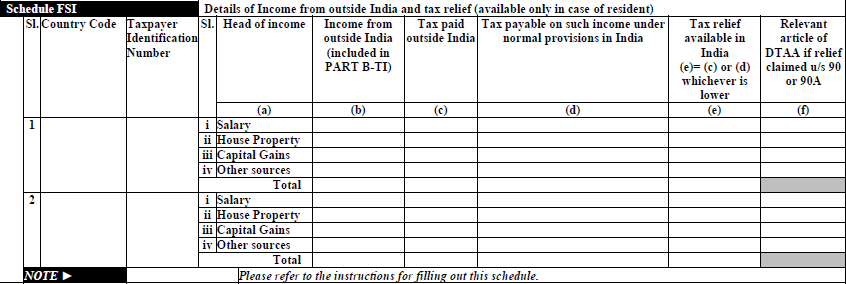 Schedule FSI Details of Income from outside India and tax relief (available only in case of resident)
Sl. Country Code Taxpayer Identification Number Sl. Head of income Income from outside India (included in PART B-TI) Tax paid outside India Tax payable on such income under normal provisions in India Tax relief available in India (e)= (c) or (d) whichever is lower Relevant article of DTAA if relief claimed u/s 90 or 90A
(a) (b) (c) (d) (e) (f)
1 i Salary
ii House Property
iii Capital Gains
iv Other sources
Total
2 i Salary
ii House Property
iii Capital Gains
iv Other sources
Total
NOTE ► Please refer to the instructions for filling out this schedule.